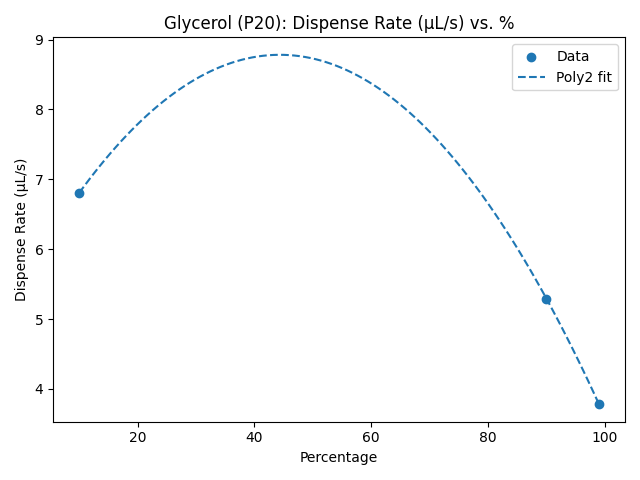 Glycerol (P20): Dispense Rate (µL/s) vs. %
Data
Poly2 fit
9
8
7
6
5
4
Dispense Rate (µL/s)
20
40
60
80
100
Percentage